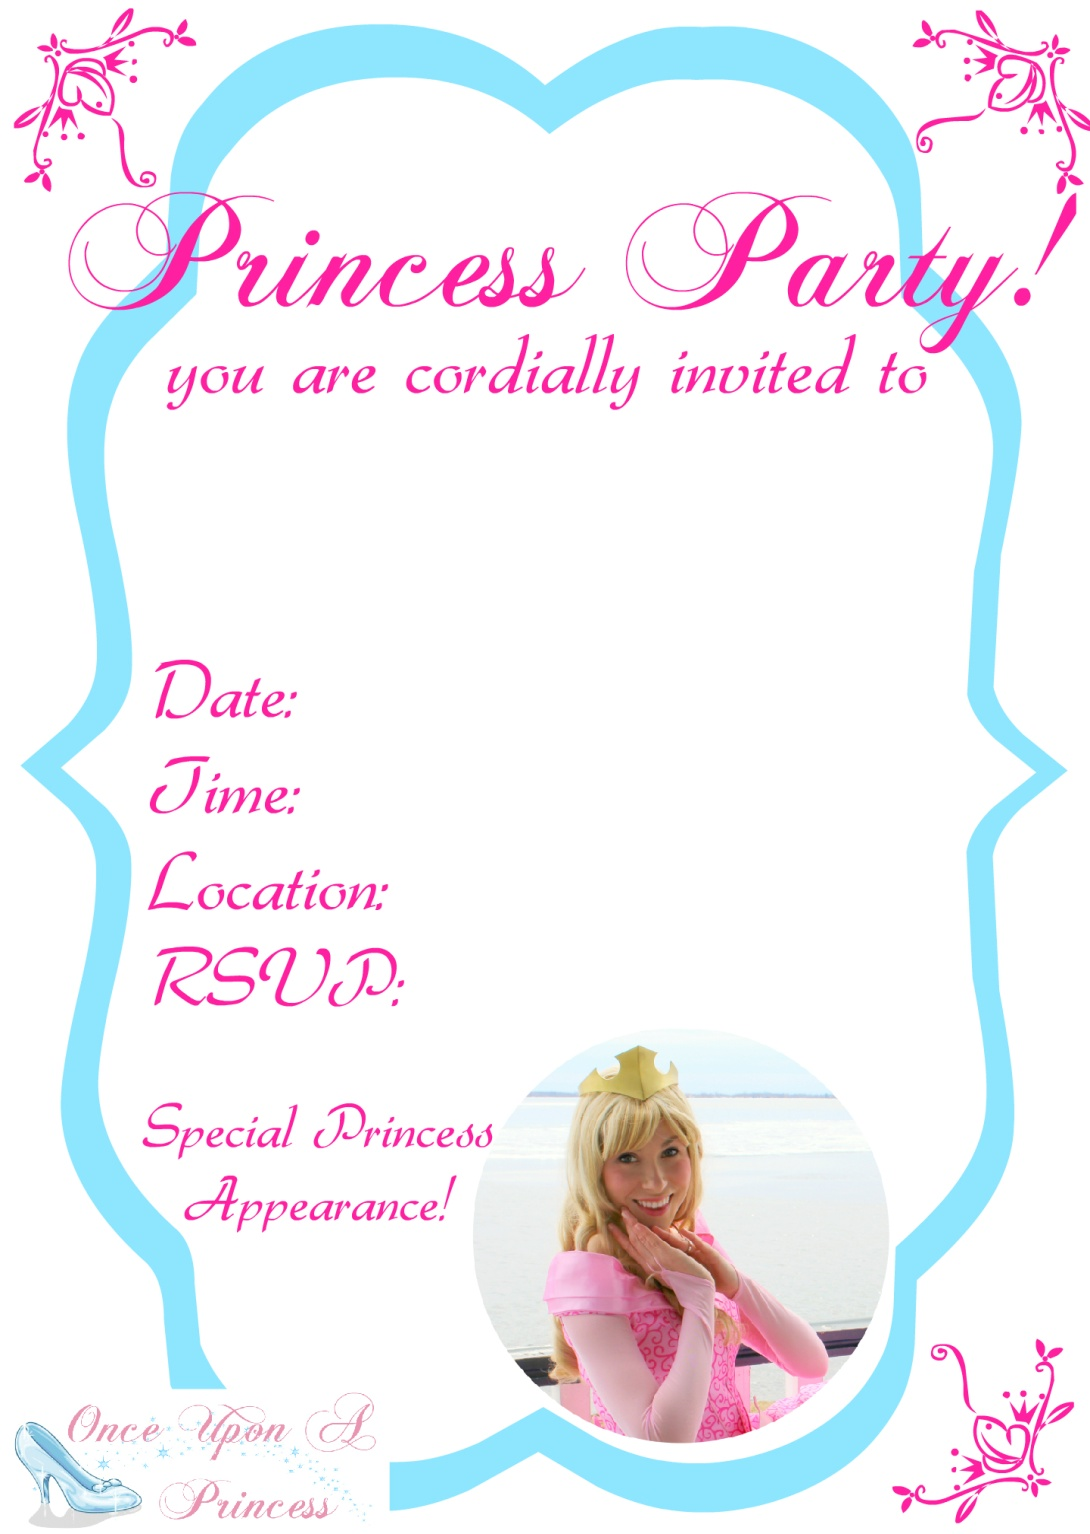 Princess Party!
you are cordially invited to
Date:
Time:
Location:
RSVP:
Special Princess
Appearance!
Once Upon A
Princess